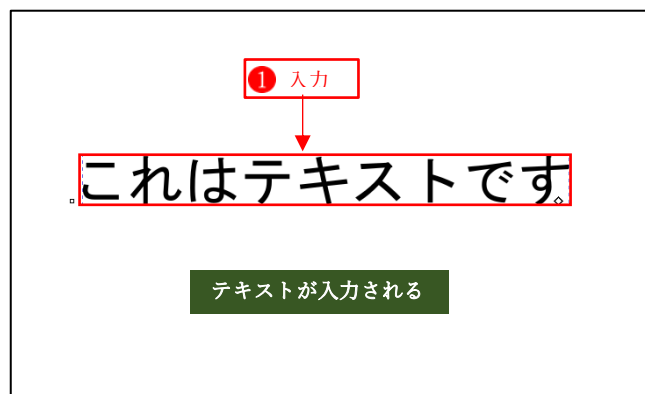 ❶ 入力
これはテキストです
テキストが入力される